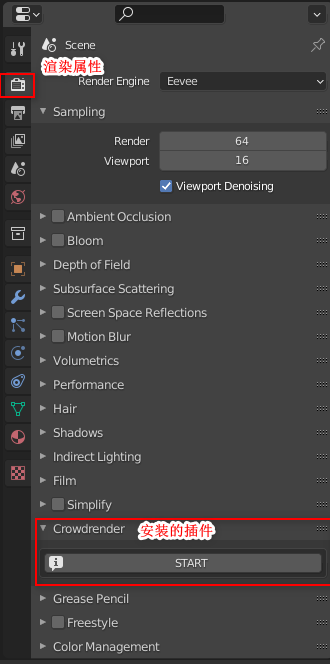 Scene
渲染属性
Render Engine Eevee
Sampling
Render 64
Viewport 16
Viewport Denoising
Ambient Occlusion
Bloom
Depth of Field
Subsurface Scattering
Screen Space Reflections
Motion Blur
Volumetrics
Performance
Hair
Shadows
Indirect Lighting
Film
Simplify
Crowdrender 安装的插件
START
Grease Pencil
Freestyle
Color Management